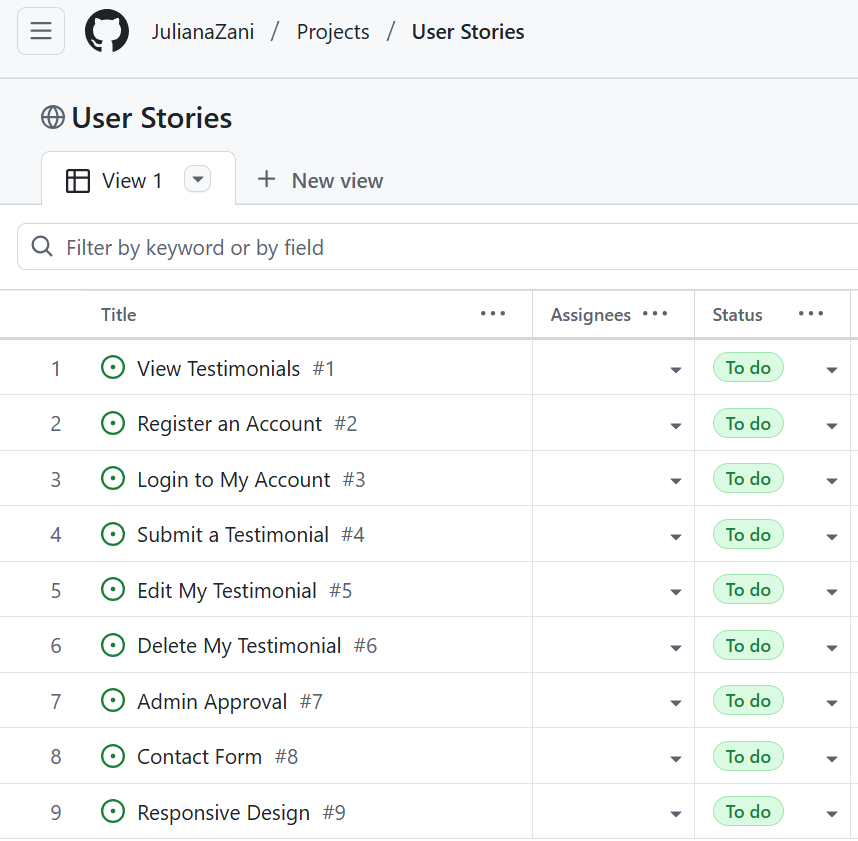 JulianaZani / Projects / User Stories
User Stories
View 1 + New view
Filter by keyword or by field
Title ... Assignees ... Status ...
1 View Testimonials #1 To do
2 Register an Account #2 To do
3 Login to My Account #3 To do
4 Submit a Testimonial #4 To do
5 Edit My Testimonial #5 To do
6 Delete My Testimonial #6 To do
7 Admin Approval #7 To do
8 Contact Form #8 To do
9 Responsive Design #9 To do